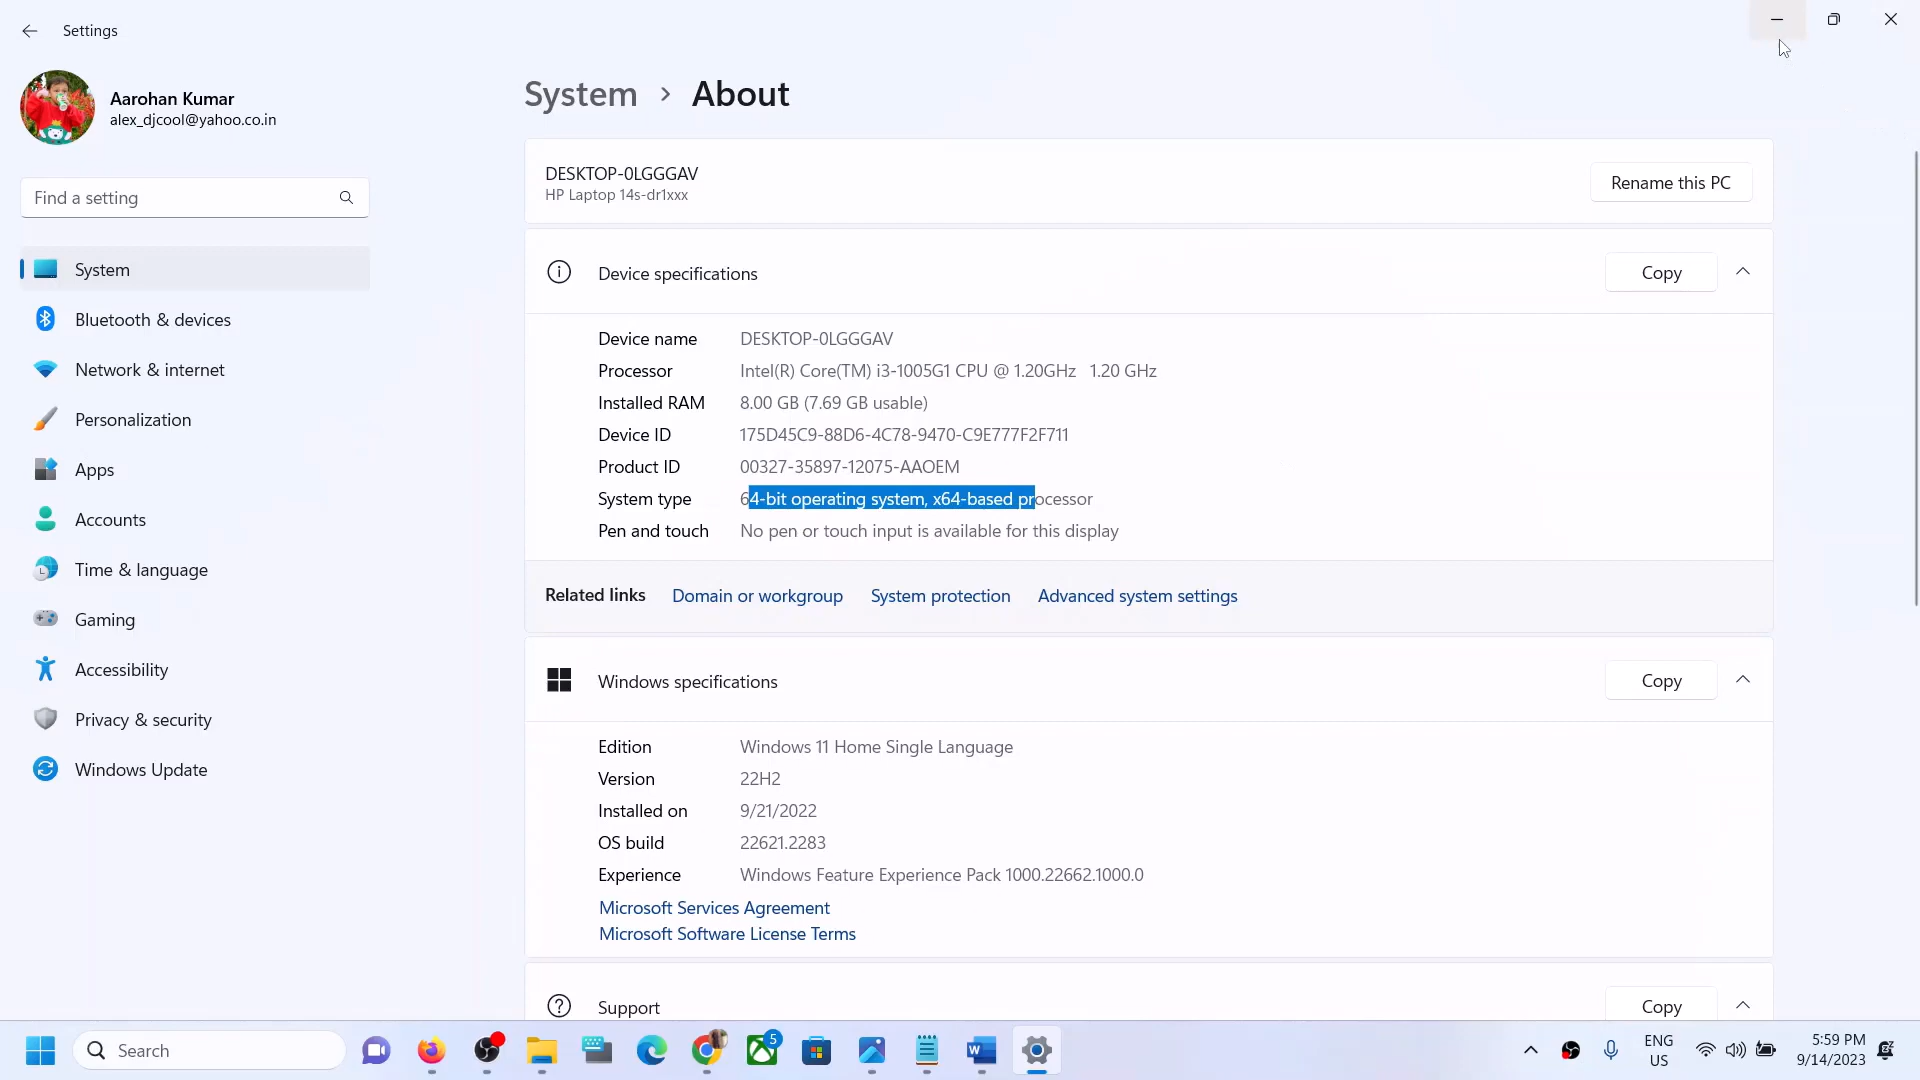 Settings
Aarohan Kumar
alex_djcool@yahoo.co.in
Find a setting
System
Bluetooth & devices
Network & internet
Personalization
Apps
Accounts
Time & language
Gaming
Accessibility
Privacy & security
Windows Update
System > About
DESKTOP-0LGGGAV
HP Laptop 14s-dr1xxx
Rename this PC
Device specifications
Copy
Device name DESKTOP-0LGGGAV
Processor Intel(R) Core(TM) i3-1005G1 CPU @ 1.20GHz 1.20 GHz
Installed RAM 8.00 GB (7.69 GB usable)
Device ID 175D45C9-88D6-4C78-9470-C9E777F2F711
Product ID 00327-35897-12075-AAOEM
System type 64-bit operating system, x64-based processor
Pen and touch No pen or touch input is available for this display
Related links Domain or workgroup System protection Advanced system settings
Windows specifications
Copy
Edition Windows 11 Home Single Language
Version 22H2
Installed on 9/21/2022
OS build 22621.2283
Experience Windows Feature Experience Pack 1000.22662.1000.0
Microsoft Services Agreement
Microsoft Software License Terms
Support
Copy
Search
5
ENG
US
5:59 PM
9/14/2023